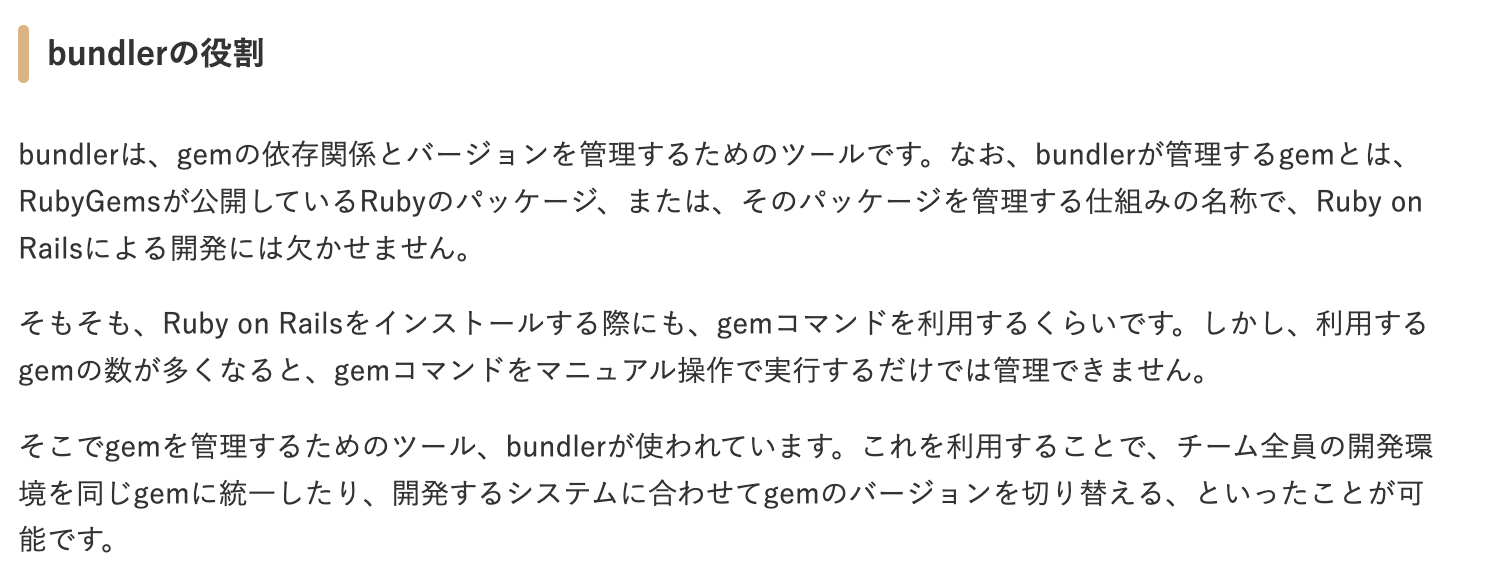 bundlerの役割
bundlerは、gemの依存関係とバージョンを管理するためのツールです。なお、bundlerが管理するgemとは、
RubyGemsが公開しているRubyのパッケージ、または、そのパッケージを管理する仕組みの名称で、Ruby on
Railsによる開発には欠かせません。
そもそも、Ruby on Railsをインストールする際にも、gemコマンドを利用するくらいです。しかし、利用する
gemの数が多くなると、gemコマンドをマニュアル操作で実行するだけでは管理できません。
そこでgemを管理するためのツール、bundlerが使われています。これを利用することで、チーム全員の開発環
境を同じgemに統一したり、開発するシステムに合わせてgemのバージョンを切り替える、といったことが可
能です。